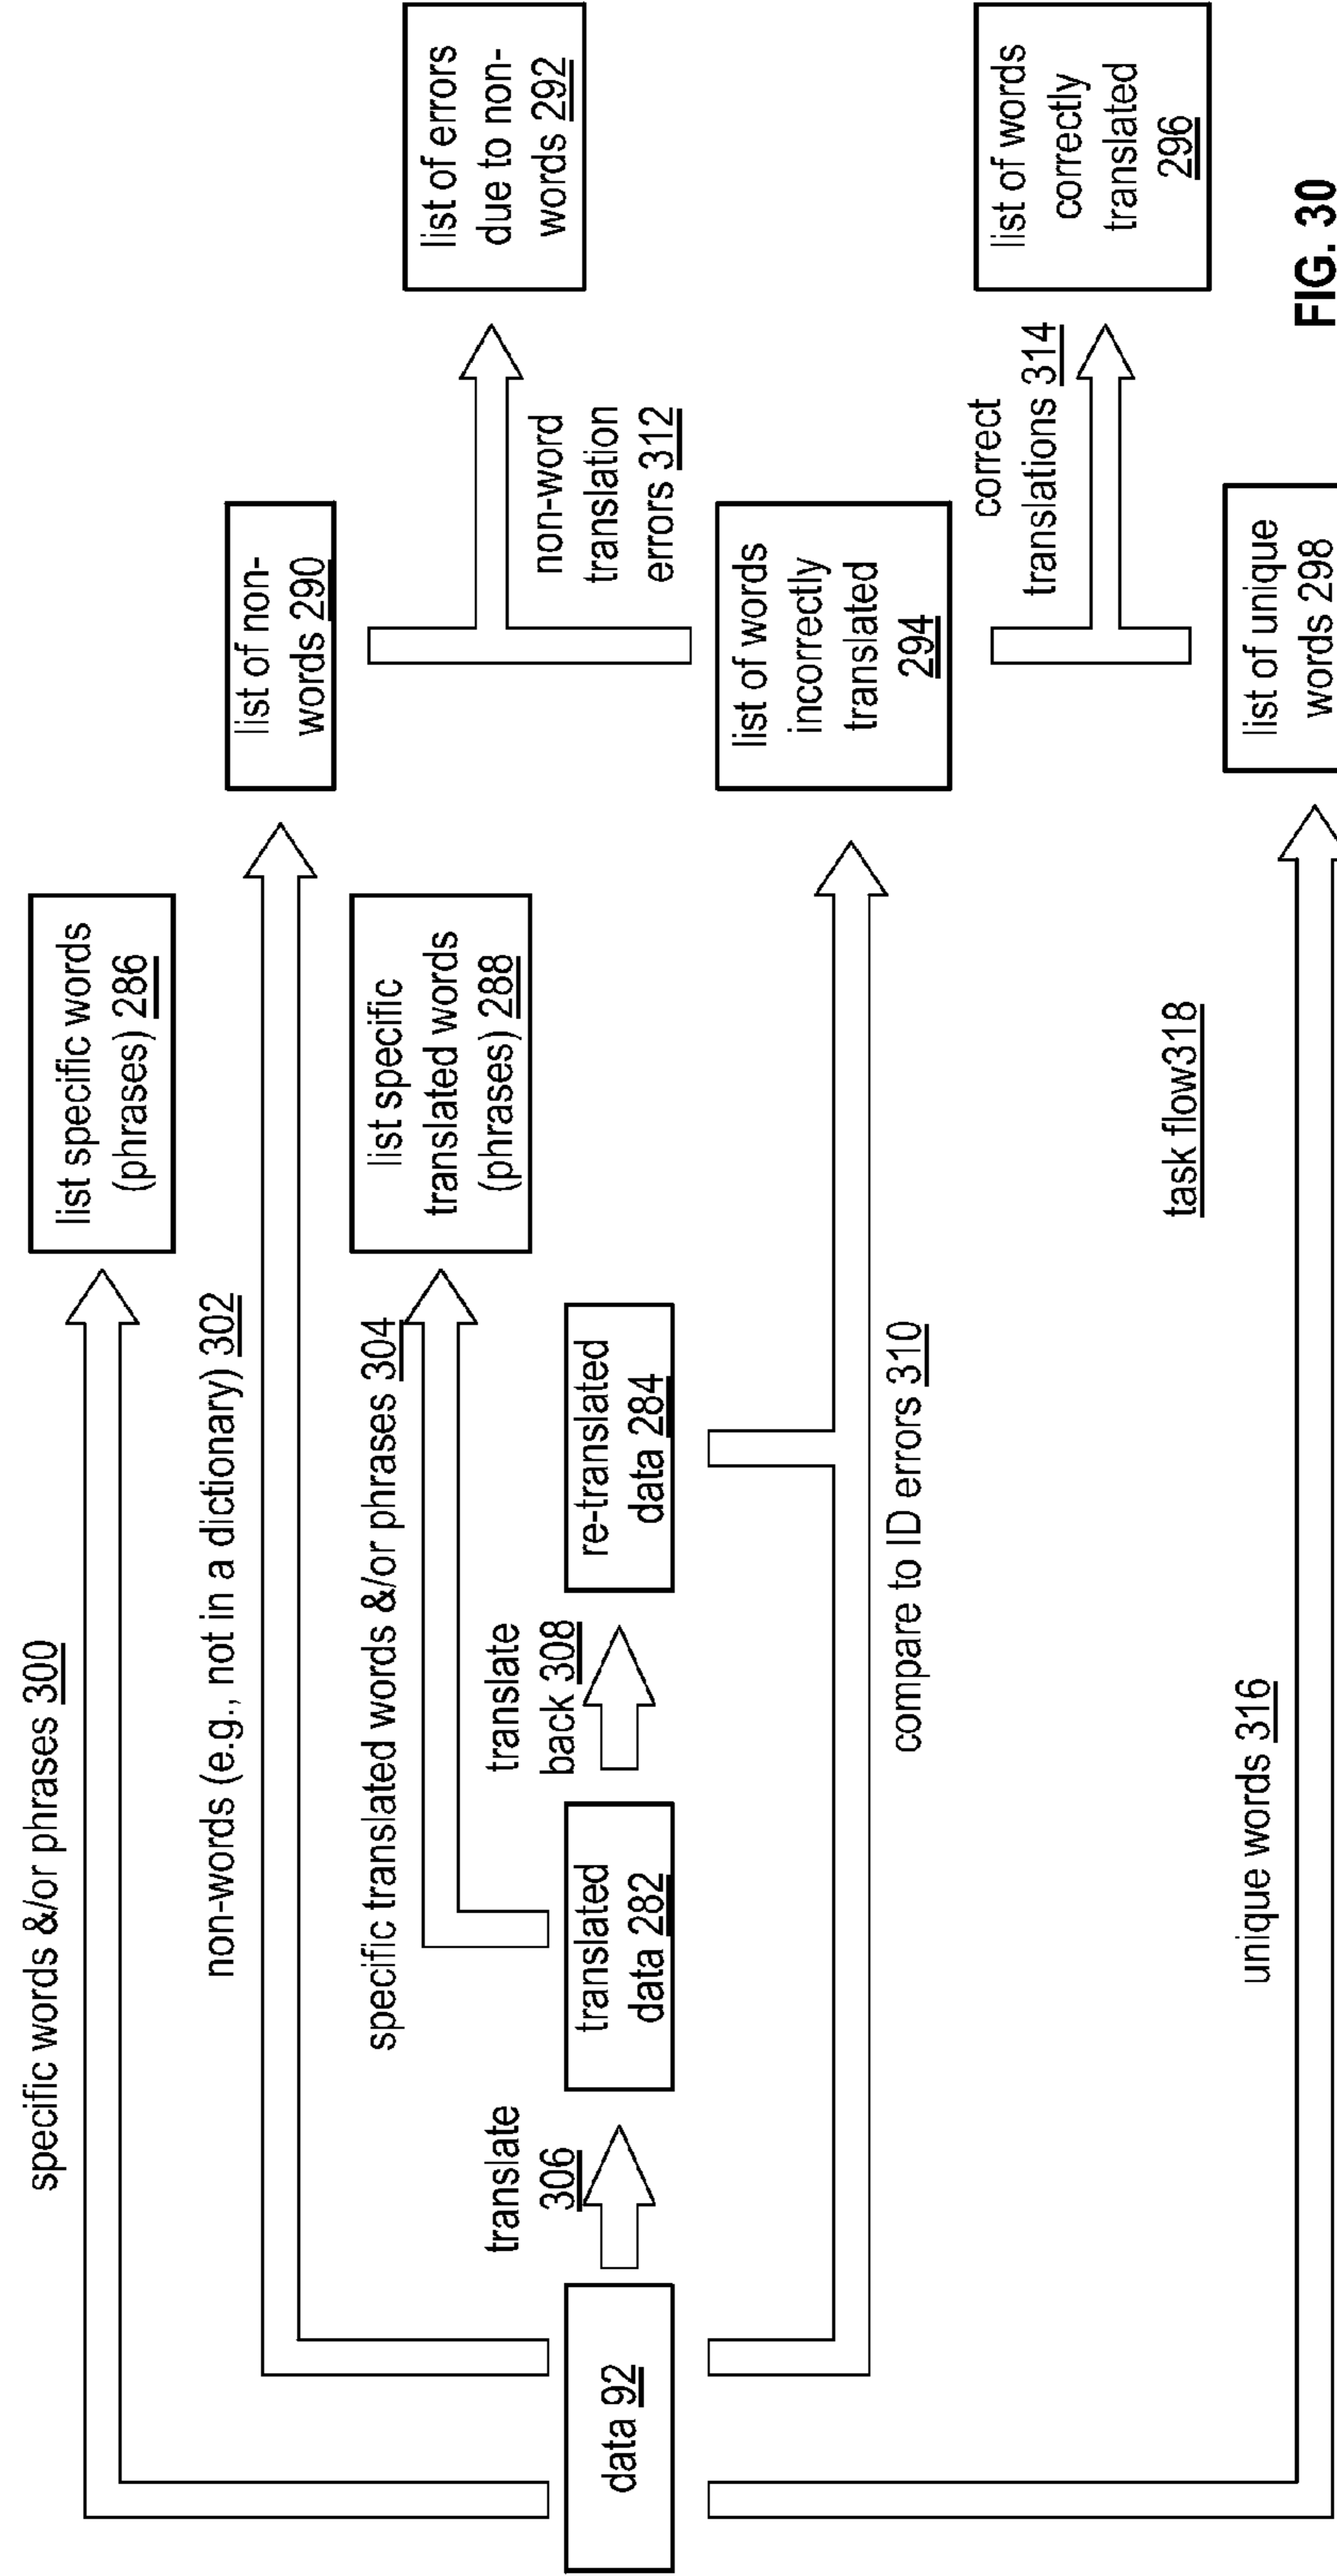 specific words &/or phrases 300
list specific words
(phrases) 286
non-words (e.g., not in a dictionary) 302
list of non-
words 290
specific translated words &/or phrases 304
list specific
translated words
(phrases) 288
list of errors
due to non-
words 292
non-word
translation
errors 312
data 92
translate
306
translated
data 282
translate
back 308
re-translated
data 284
list of words
incorrectly
translated
294
compare to ID errors 310
correct
translations 314
list of words
correctly
translated
296
task flow318
unique words 316
list of unique
words 298
FIG. 30